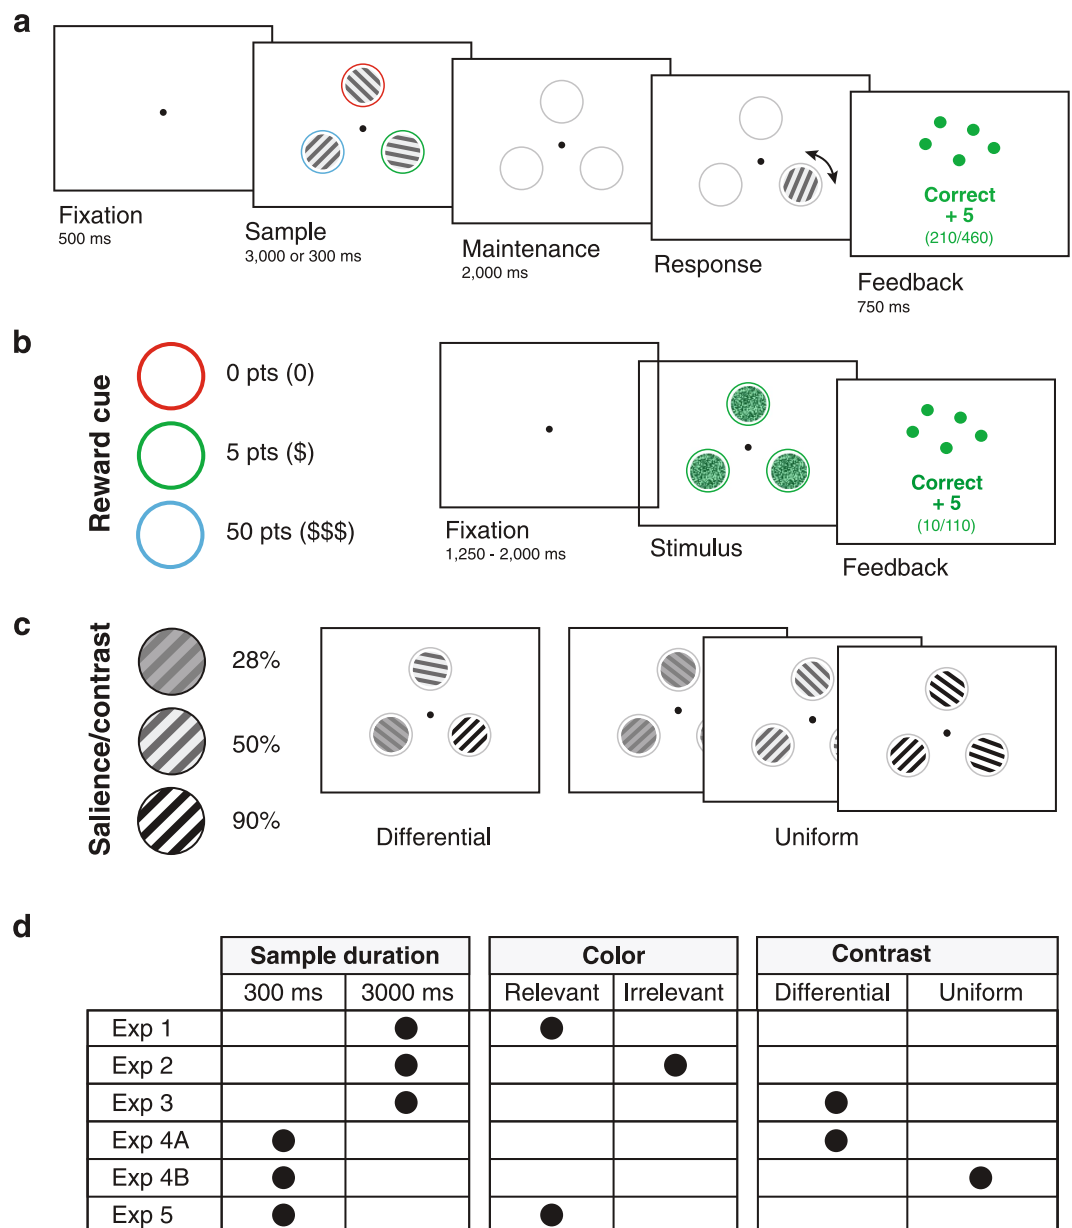 a
Fixation
500 ms
Sample
3,000 or 300 ms
Maintenance
2,000 ms
Response
Correct
+ 5
(210/460)
Feedback
750 ms
b
Reward cue
0 pts (0)
5 pts ($)
50 pts ($$$)
Fixation
1,250 - 2,000 ms
Stimulus
Correct
+ 5
(10/110)
Feedback
c
Salience/contrast
28%
50%
90%
Differential
Uniform
d
Sample duration Color Contrast
300 ms 3000 ms Relevant Irrelevant Differential Uniform
Exp 1
Exp 2
Exp 3
Exp 4A
Exp 4B
Exp 5